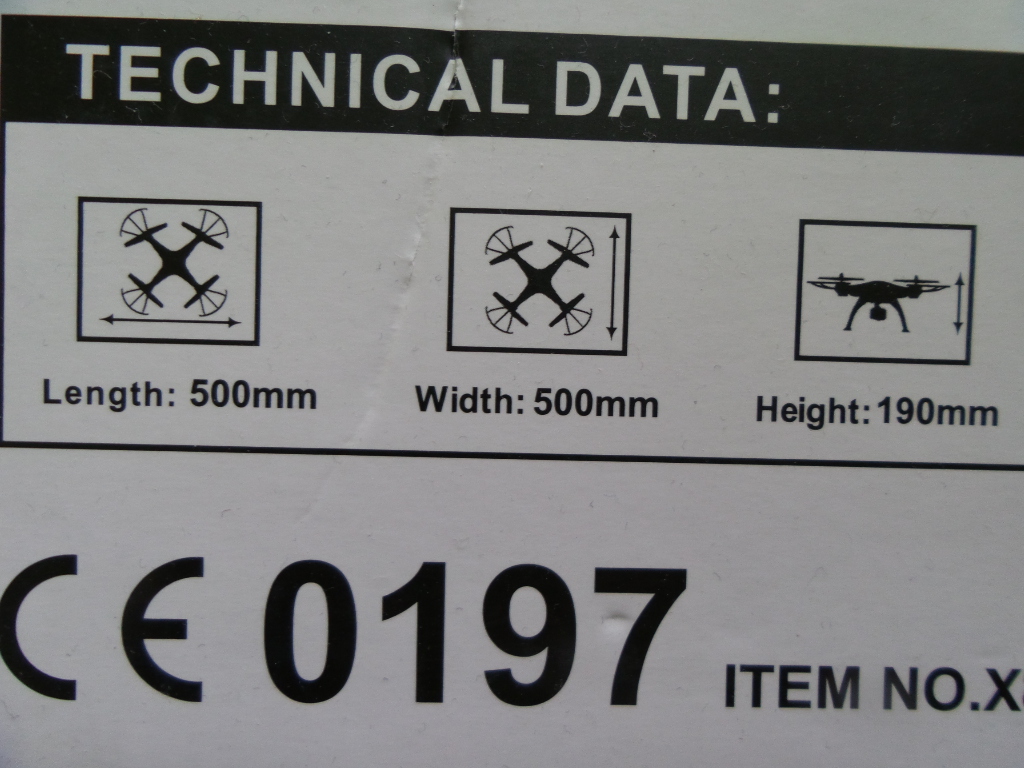 TECHNICAL DATA:
Length: 500mm
Width: 500mm
Height: 190mm
CE 0197
ITEM NO.X